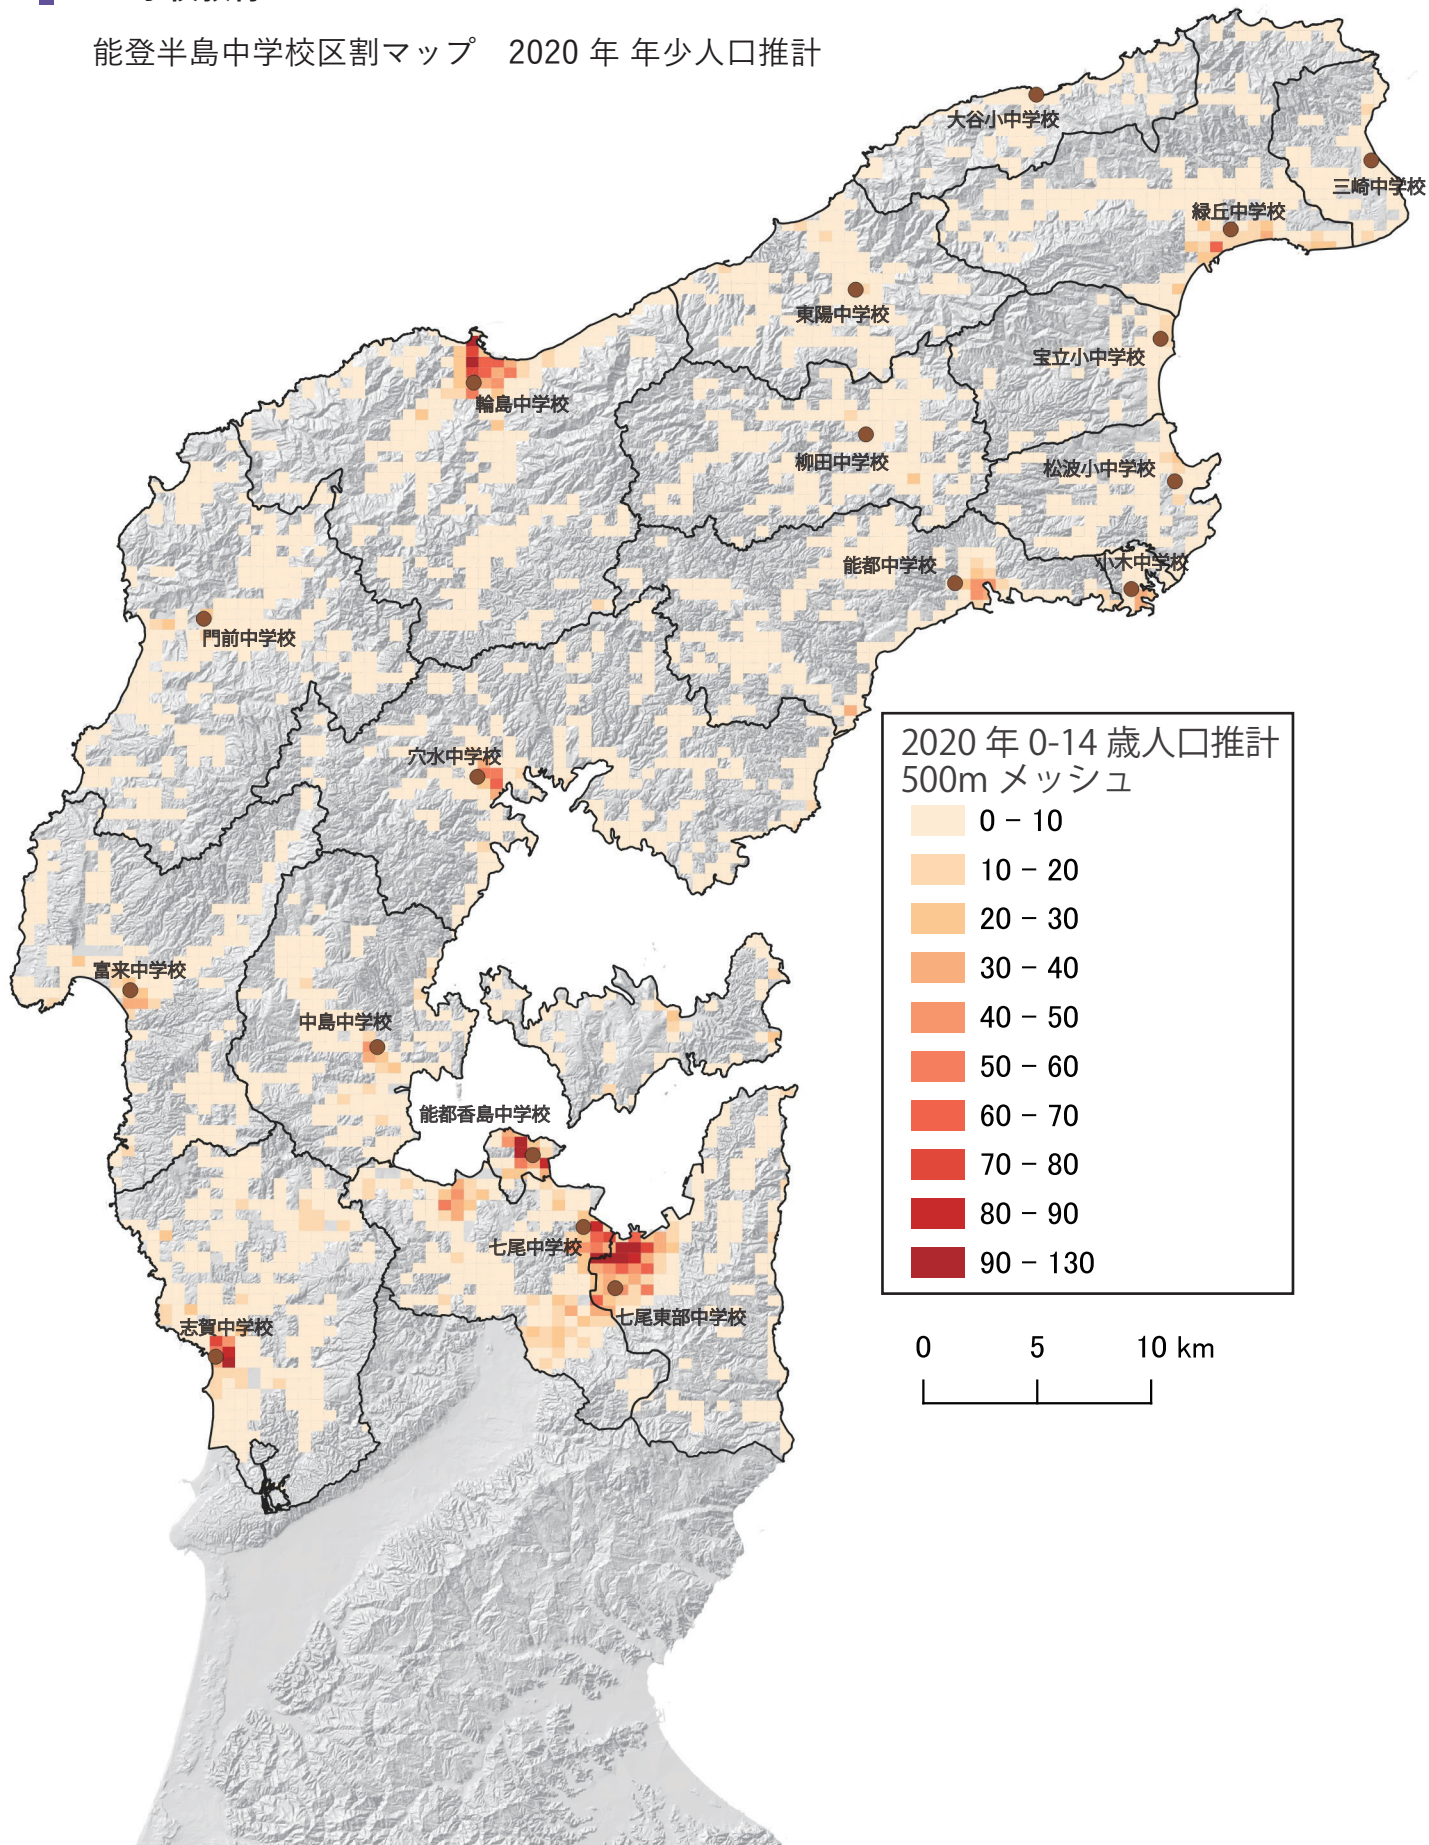 能登半島中学校区割マップ　2020 年 年少人口推計
大谷小中学校
三崎中学校
緑丘中学校
東陽中学校
宝立小中学校
輪島中学校
柳田中学校
松波小中学校
能都中学校
小木中学校
門前中学校
穴水中学校
富来中学校
中島中学校
能都香島中学校
七尾中学校
七尾東部中学校
志賀中学校
2020 年 0-14 歳人口推計
500m メッシュ
0 - 10
10 - 20
20 - 30
30 - 40
40 - 50
50 - 60
60 - 70
70 - 80
80 - 90
90 - 130
0 5 10 km